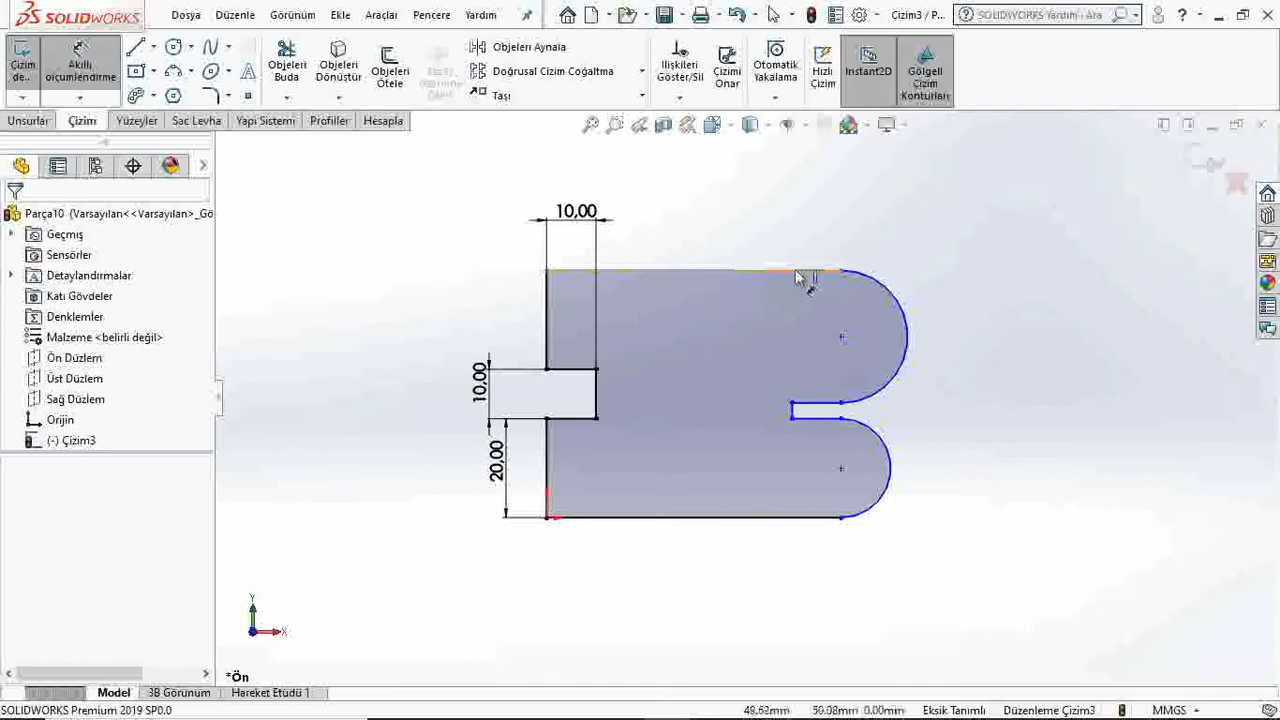 SOLIDWORKS
Dosya Düzenle Görünüm Ekle Araçlar Pencere Yardım
Çizim3 / P...
SOLIDWORKS Yardım - Ara
Çizim de...
Akıllı ölçümlendirme
Objeleri Buda
Objeleri Dönüştür
Objeleri Ötele
Objeleri Aynala
Doğrusal Çizim Çoğaltma
Taşı
İlişkileri Göster/Sil
Çizimi Onar
Otomatik Yakalama
Hızlı Çizim
Instant2D
Gölgeli Çizim Konturları
Unsurlar Çizim Yüzeyler Sac Levha Yapı Sistemi Profiller Hesapla
Parça10 (Varsayılan<<Varsayılan>_Gö
Geçmiş
Sensörler
Detaylandırmalar
Katı Gövdeler
Denklemler
Malzeme <belirli değil>
Ön Düzlem
Üst Düzlem
Sağ Düzlem
Orijin
(-) Çizim3
10,00
10,00
20,00
Y
X
*Ön
Model 3B Görünüm Hareket Etüdü 1
SOLIDWORKS Premium 2019 SP0.0
0.00mm Eksik Tanımlı Düzenleme Çizim3 MMGS